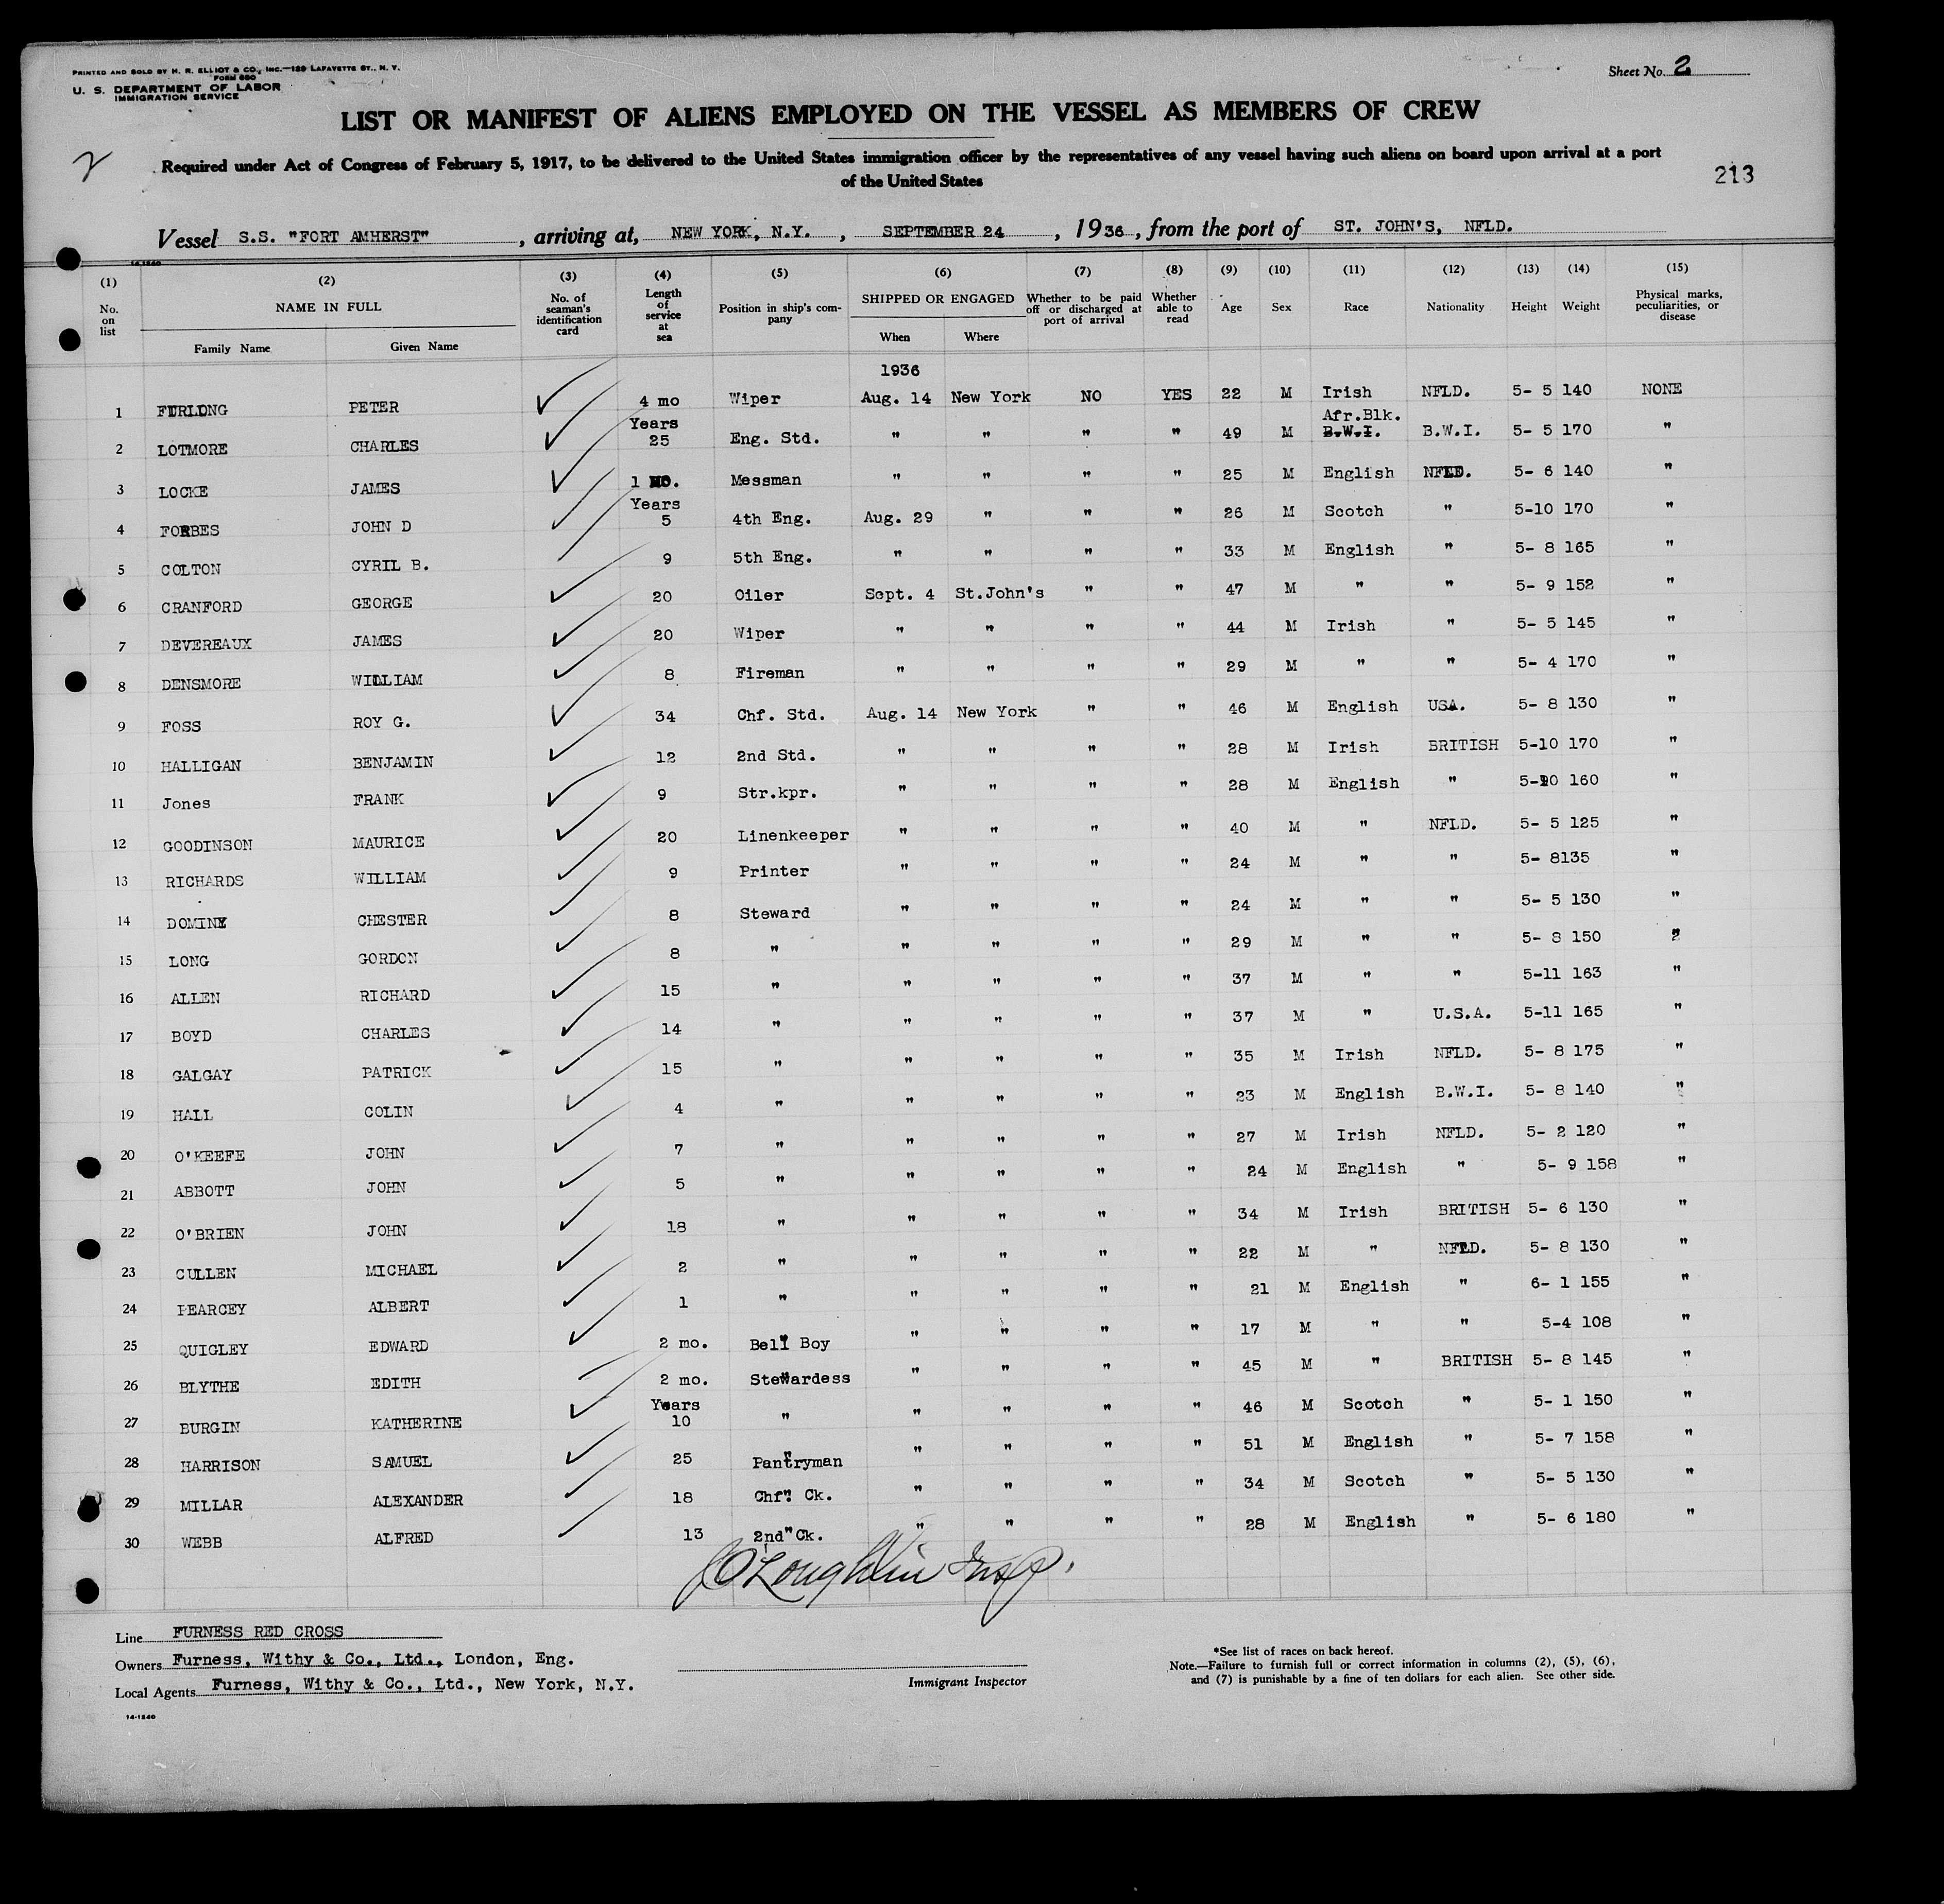 PRINTED AND SOLD BY H. R. ELLIOT & CO., INC.—129 LAFAYETTE ST., N. Y.
FORM 680
U. S. DEPARTMENT OF LABOR
IMMIGRATION SERVICE
Sheet No. 2
LIST OR MANIFEST OF ALIENS EMPLOYED ON THE VESSEL AS MEMBERS OF CREW
2
Required under Act of Congress of February 5, 1917, to be delivered to the United States immigration officer by the representatives of any vessel having such aliens on board upon arrival at a port
of the United States
213
Vessel S.S. "FORT AMHERST", arriving at, NEW YORK, N.Y., SEPTEMBER 24, 1936, from the port of ST. JOHN'S, NFLD.
14-1240
(1) (2) (3) (4) (5) (6) (7) (8) (9) (10) (11) (12) (13) (14) (15)
No. on list NAME IN FULL Family Name Given Name No. of seaman's identification card Length of service at sea Position in ship's company SHIPPED OR ENGAGED When Where Whether to be paid off or discharged at port of arrival Whether able to read Age Sex Race Nationality Height Weight Physical marks, peculiarities, or disease
1936
1 FURLONG PETER ✓ 4 mo Wiper Aug. 14 New York NO YES 22 M Irish NFLD. 5- 5 140 NONE
Years Afr.Blk.
2 LOTMORE CHARLES ✓ 25 Eng. Std. " " " " 49 M B.W.I. B.W.I. 5- 5 170 "
3 LOCKE JAMES ✓ 1 MO. Messman " " " " 25 M English NFLD. 5- 6 140 "
Years
4 FORBES JOHN D ✓ 5 4th Eng. Aug. 29 " " " 26 M Scotch " 5-10 170 "
5 COLTON CYRIL B. 9 5th Eng. " " " " 33 M English " 5- 8 165 "
6 CRANFORD GEORGE ✓ 20 Oiler Sept. 4 St.John's " " 47 M " " 5- 9 152 "
7 DEVEREAUX JAMES ✓ 20 Wiper " " " " 44 M Irish " 5- 5 145 "
8 DENSMORE WILLIAM ✓ 8 Fireman " " " " 29 M " " 5- 4 170 "
9 FOSS ROY G. ✓ 34 Chf. Std. Aug. 14 New York " " 46 M English USA. 5- 8 130 "
10 HALLIGAN BENJAMIN ✓ 12 2nd Std. " " " " 28 M Irish BRITISH 5-10 170 "
11 Jones FRANK ✓ 9 Str.kpr. " " " " 28 M English " 5-10 160 "
12 GOODINSON MAURICE ✓ 20 Linenkeeper " " " " 40 M " NFLD. 5- 5 125 "
13 RICHARDS WILLIAM ✓ 9 Printer " " " " 24 M " " 5- 8135 "
14 DOMINY CHESTER ✓ 8 Steward " " " " 24 M " " 5- 5 130 "
15 LONG GORDON ✓ 8 " " " " " 29 M " " 5- 8 150 "
16 ALLEN RICHARD ✓ 15 " " " " " 37 M " " 5-11 163 "
17 BOYD CHARLES ✓ 14 " " " " " 37 M " U.S.A. 5-11 165 "
18 GALGAY PATRICK ✓ 15 " " " " " 35 M Irish NFLD. 5- 8 175 "
19 HALL COLIN ✓ 4 " " " " " 23 M English B.W.I. 5- 8 140 "
20 O'KEEFE JOHN ✓ 7 " " " " " 27 M Irish NFLD. 5- 2 120 "
21 ABBOTT JOHN ✓ 5 " " " " " 24 M English " 5- 9 158 "
22 O'BRIEN JOHN ✓ 18 " " " " " 34 M Irish BRITISH 5- 6 130 "
23 CULLEN MICHAEL ✓ 2 " " " " " 22 M " NFLD. 5- 8 130 "
24 PEARCEY ALBERT ✓ 1 " " " " " 21 M English " 6- 1 155 "
25 QUIGLEY EDWARD ✓ 2 mo. Bell Boy " " " " 17 M " " 5-4 108 "
26 BLYTHE EDITH 2 mo. Stewardess " " " " 45 M " BRITISH 5- 8 145 "
Years
27 BURGIN KATHERINE ✓ 10 " " " " " 46 M Scotch " 5- 1 150 "
28 HARRISON SAMUEL ✓ 25 Pantryman " " " " 51 M English " 5- 7 158 "
29 MILLAR ALEXANDER ✓ 18 Chf. Ck. " " " " 34 M Scotch " 5- 5 130 "
30 WEBB ALFRED ✓ 13 2nd Ck. " " " " 28 M English " 5- 6 180 "
J O'Loughlin Insp.
Line FURNESS RED CROSS
Owners Furness, Withy & Co., Ltd., London, Eng.
Local Agents Furness, Withy & Co., Ltd., New York, N.Y.
14-1240
Immigrant Inspector
*See list of races on back hereof.
Note.—Failure to furnish full or correct information in columns (2), (5), (6),
and (7) is punishable by a fine of ten dollars for each alien. See other side.